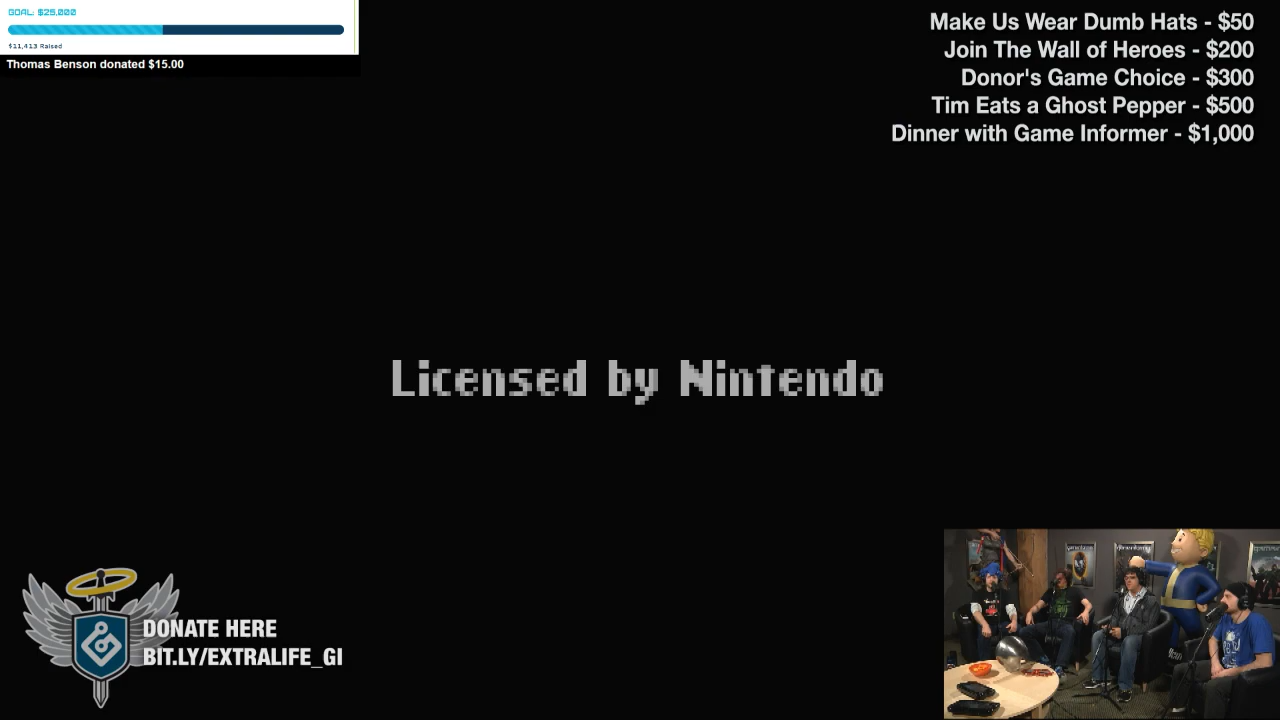 GOAL: $25,000
$11,413 Raised
Thomas Benson donated $15.00
Make Us Wear Dumb Hats - $50
Join The Wall of Heroes - $200
Donor's Game Choice - $300
Tim Eats a Ghost Pepper - $500
Dinner with Game Informer - $1,000
Licensed by Nintendo
DONATE HERE
BIT.LY/EXTRALIFE_GI